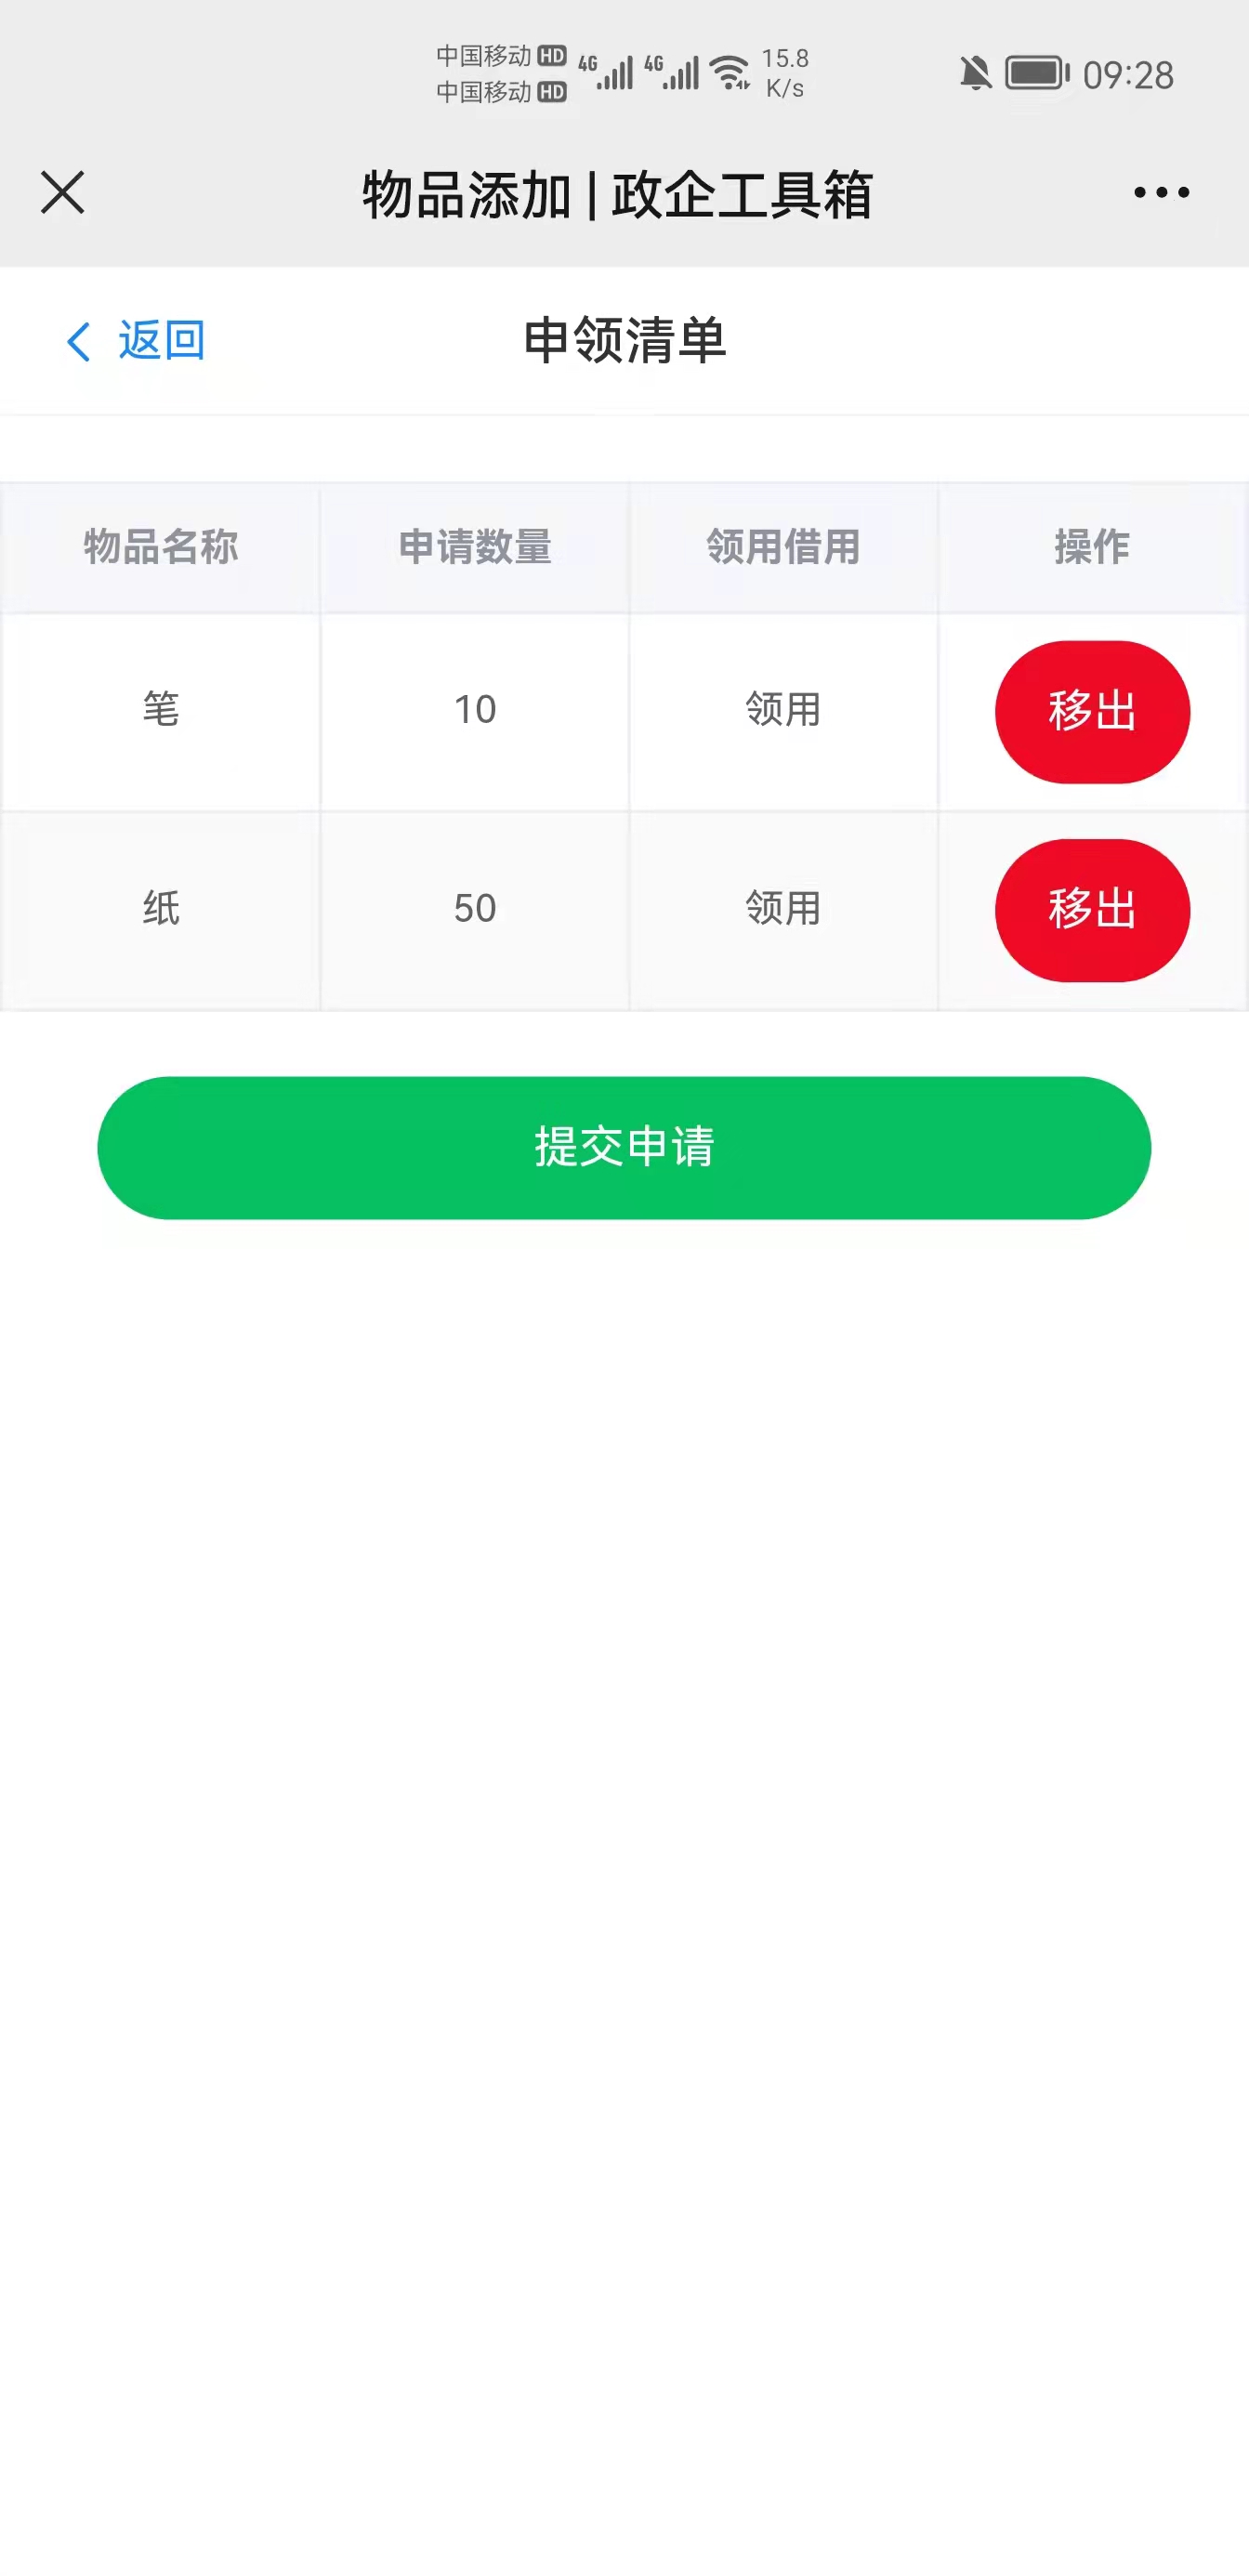 中国移动 HD 4G 4G 15.8
中国移动 HD K/s
09:28
物品添加 | 政企工具箱
返回 申领清单
物品名称 申请数量 领用借用 操作
笔 10 领用 移出
纸 50 领用 移出
提交申请